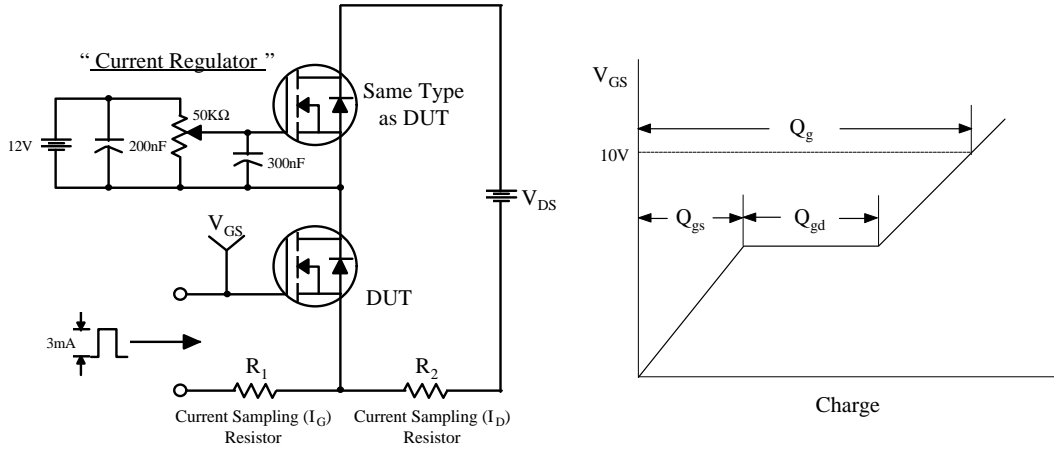 “ Current Regulator ”
12V
200nF
50KΩ
300nF
Same Type
as DUT
V_DS
V_GS
DUT
3mA
R_1
R_2
Current Sampling (I_G)
Resistor
Current Sampling (I_D)
Resistor
V_GS
10V
Q_g
Q_gs
Q_gd
Charge